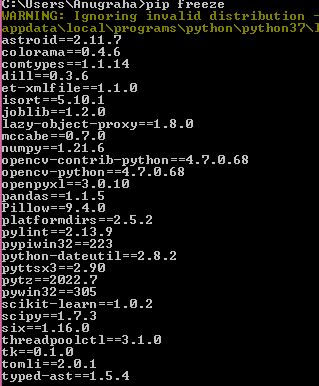 C:\Users\Anugraha>pip freeze
WARNING: Ignoring invalid distribution -
appdata\local\programs\python\python37\l
astroid==2.11.7
colorama==0.4.6
comtypes==1.1.14
dill==0.3.6
et-xmlfile==1.1.0
isort==5.10.1
joblib==1.2.0
lazy-object-proxy==1.8.0
mccabe==0.7.0
numpy==1.21.6
opencv-contrib-python==4.7.0.68
opencv-python==4.7.0.68
openpyxl==3.0.10
pandas==1.1.5
Pillow==9.4.0
platformdirs==2.5.2
pylint==2.13.9
pypiwin32==223
python-dateutil==2.8.2
pyttsx3==2.90
pytz==2022.7
pywin32==305
scikit-learn==1.0.2
scipy==1.7.3
six==1.16.0
threadpoolctl==3.1.0
tk==0.1.0
tomli==2.0.1
typed-ast==1.5.4